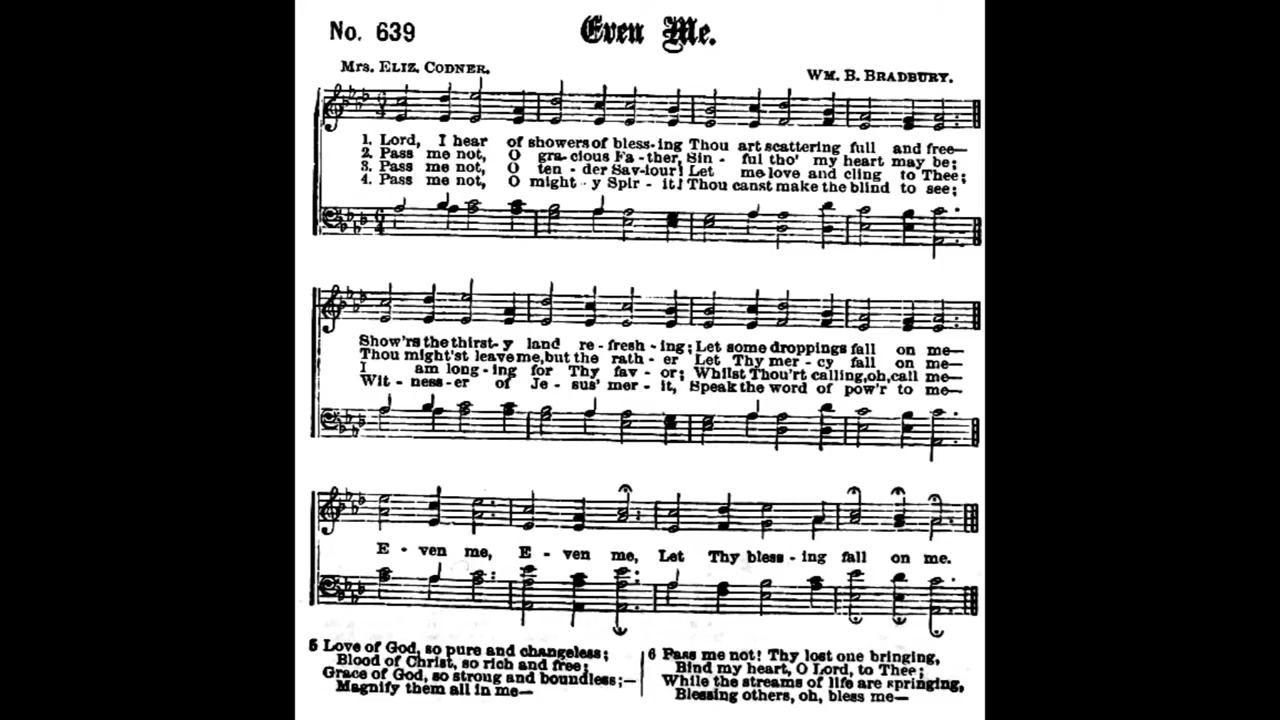 No. 639
Even Me.
Mrs. ELIZ. CODNER.
WM. B. BRADBURY.
1. Lord, I hear of showers of bless-ing Thou art scattering full and free—
2. Pass me not, O gra-cious Fa-ther, Sin-ful tho' my heart may be;
3. Pass me not, O ten-der Sav-iour! Let me love and cling to Thee;
4. Pass me not, O might-y Spir-it! Thou canst make the blind to see;
Show'rs the thirst-y land re-fresh-ing; Let some droppings fall on me—
Thou might'st leave me, but the rath-er Let Thy mer-cy fall on me—
I am long-ing for Thy fav-or; Whilst Thou'rt calling, oh, call me—
Wit-ness-er of Je-sus' mer-it, Speak the word of pow'r to me—
E-ven me, E-ven me, Let Thy bless-ing fall on me.
5 Love of God, so pure and changeless;
Blood of Christ, so rich and free;
Grace of God, so strong and boundless;—
Magnify them all in me—
6 Pass me not! Thy lost one bringing,
Bind my heart, O Lord, to Thee;
While the streams of life are springing,
Blessing others, oh, bless me—